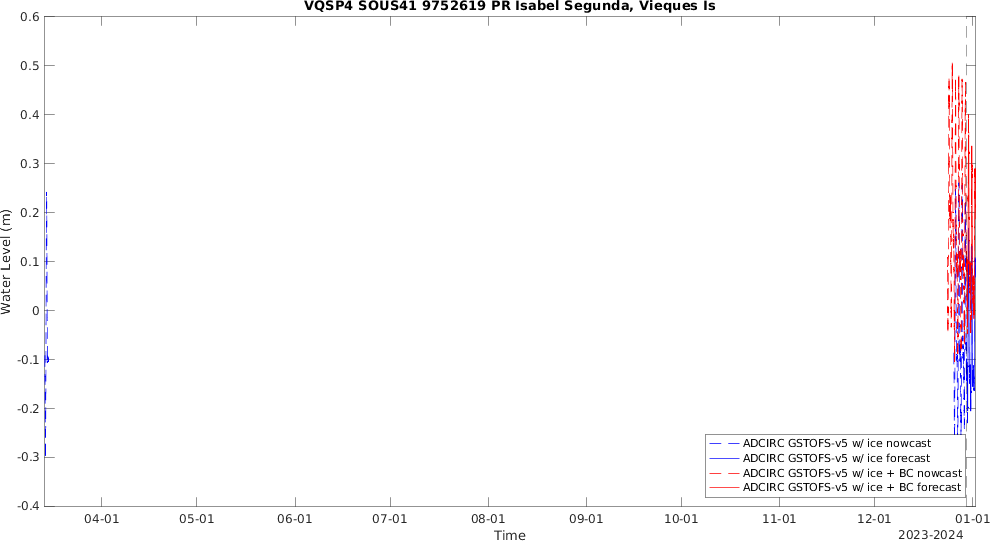 VQSP4 SOUS41 9752619 PR Isabel Segunda, Vieques Is
0.6
0.5
0.4
0.3
0.2
0.1
0
-0.1
-0.2
-0.3
-0.4
Water Level (m)
ADCIRC GSTOFS-v5 w/ ice nowcast
ADCIRC GSTOFS-v5 w/ ice forecast
ADCIRC GSTOFS-v5 w/ ice + BC nowcast
ADCIRC GSTOFS-v5 w/ ice + BC forecast
04-01 05-01 06-01 07-01 08-01 09-01 10-01 11-01 12-01 01-01
Time
2023-2024